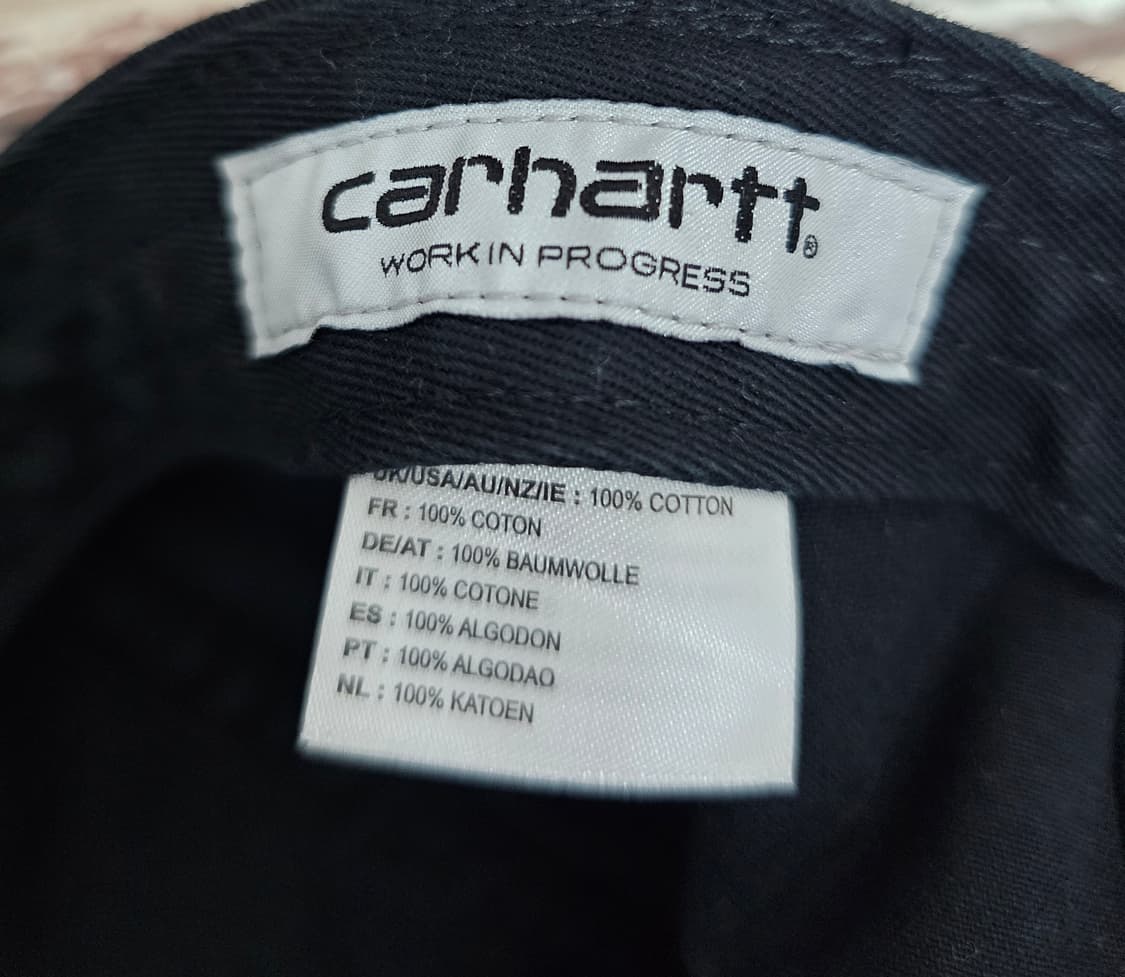 carhartt®
WORK IN PROGRESS
UK/USA/AU/NZ/IE : 100% COTTON
FR : 100% COTON
DE/AT : 100% BAUMWOLLE
IT : 100% COTONE
ES : 100% ALGODON
PT : 100% ALGODAO
NL : 100% KATOEN